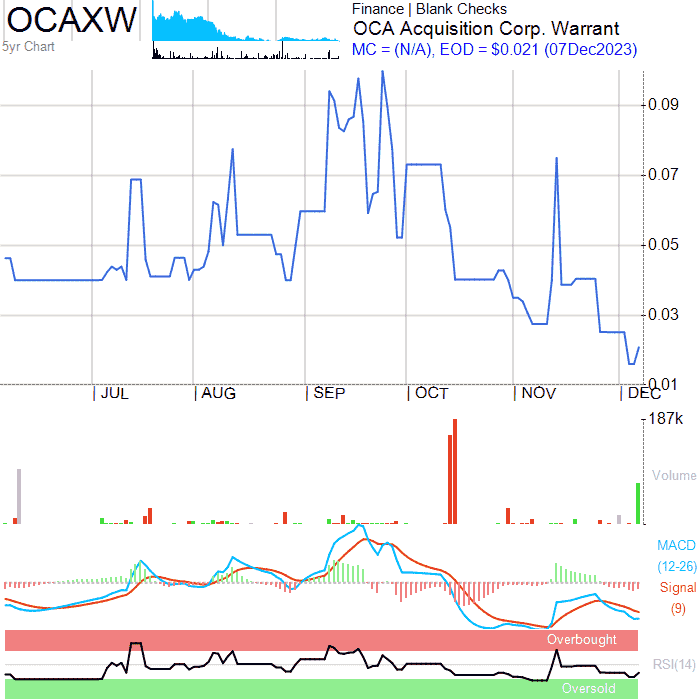 OCAXW
5yr Chart
Finance | Blank Checks
OCA Acquisition Corp. Warrant
MC = (N/A), EOD = $0.021 (07Dec2023)
0.09
0.07
0.05
0.03
0.01
JUL
AUG
SEP
OCT
NOV
DEC
187k
Volume
MACD
(12-26)
Signal
(9)
Overbought
RSI(14)
Oversold